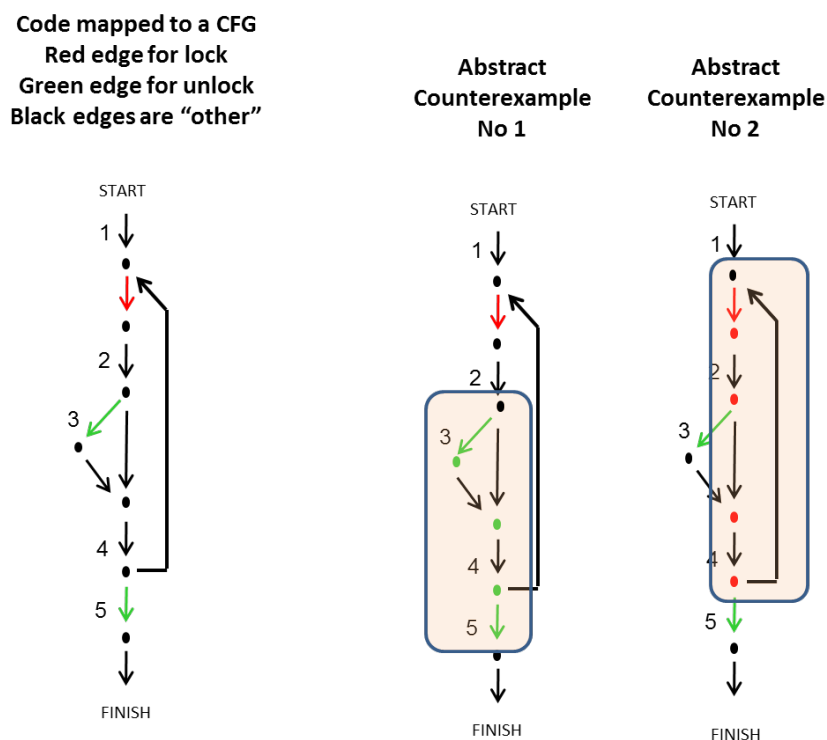 Code mapped to a CFG
Red edge for lock
Green edge for unlock
Black edges are “other”
START
1
2
3
4
5
FINISH
Abstract
Counterexample
No 1
START
1
2
3
4
5
FINISH
Abstract
Counterexample
No 2
START
1
2
3
4
5
FINISH